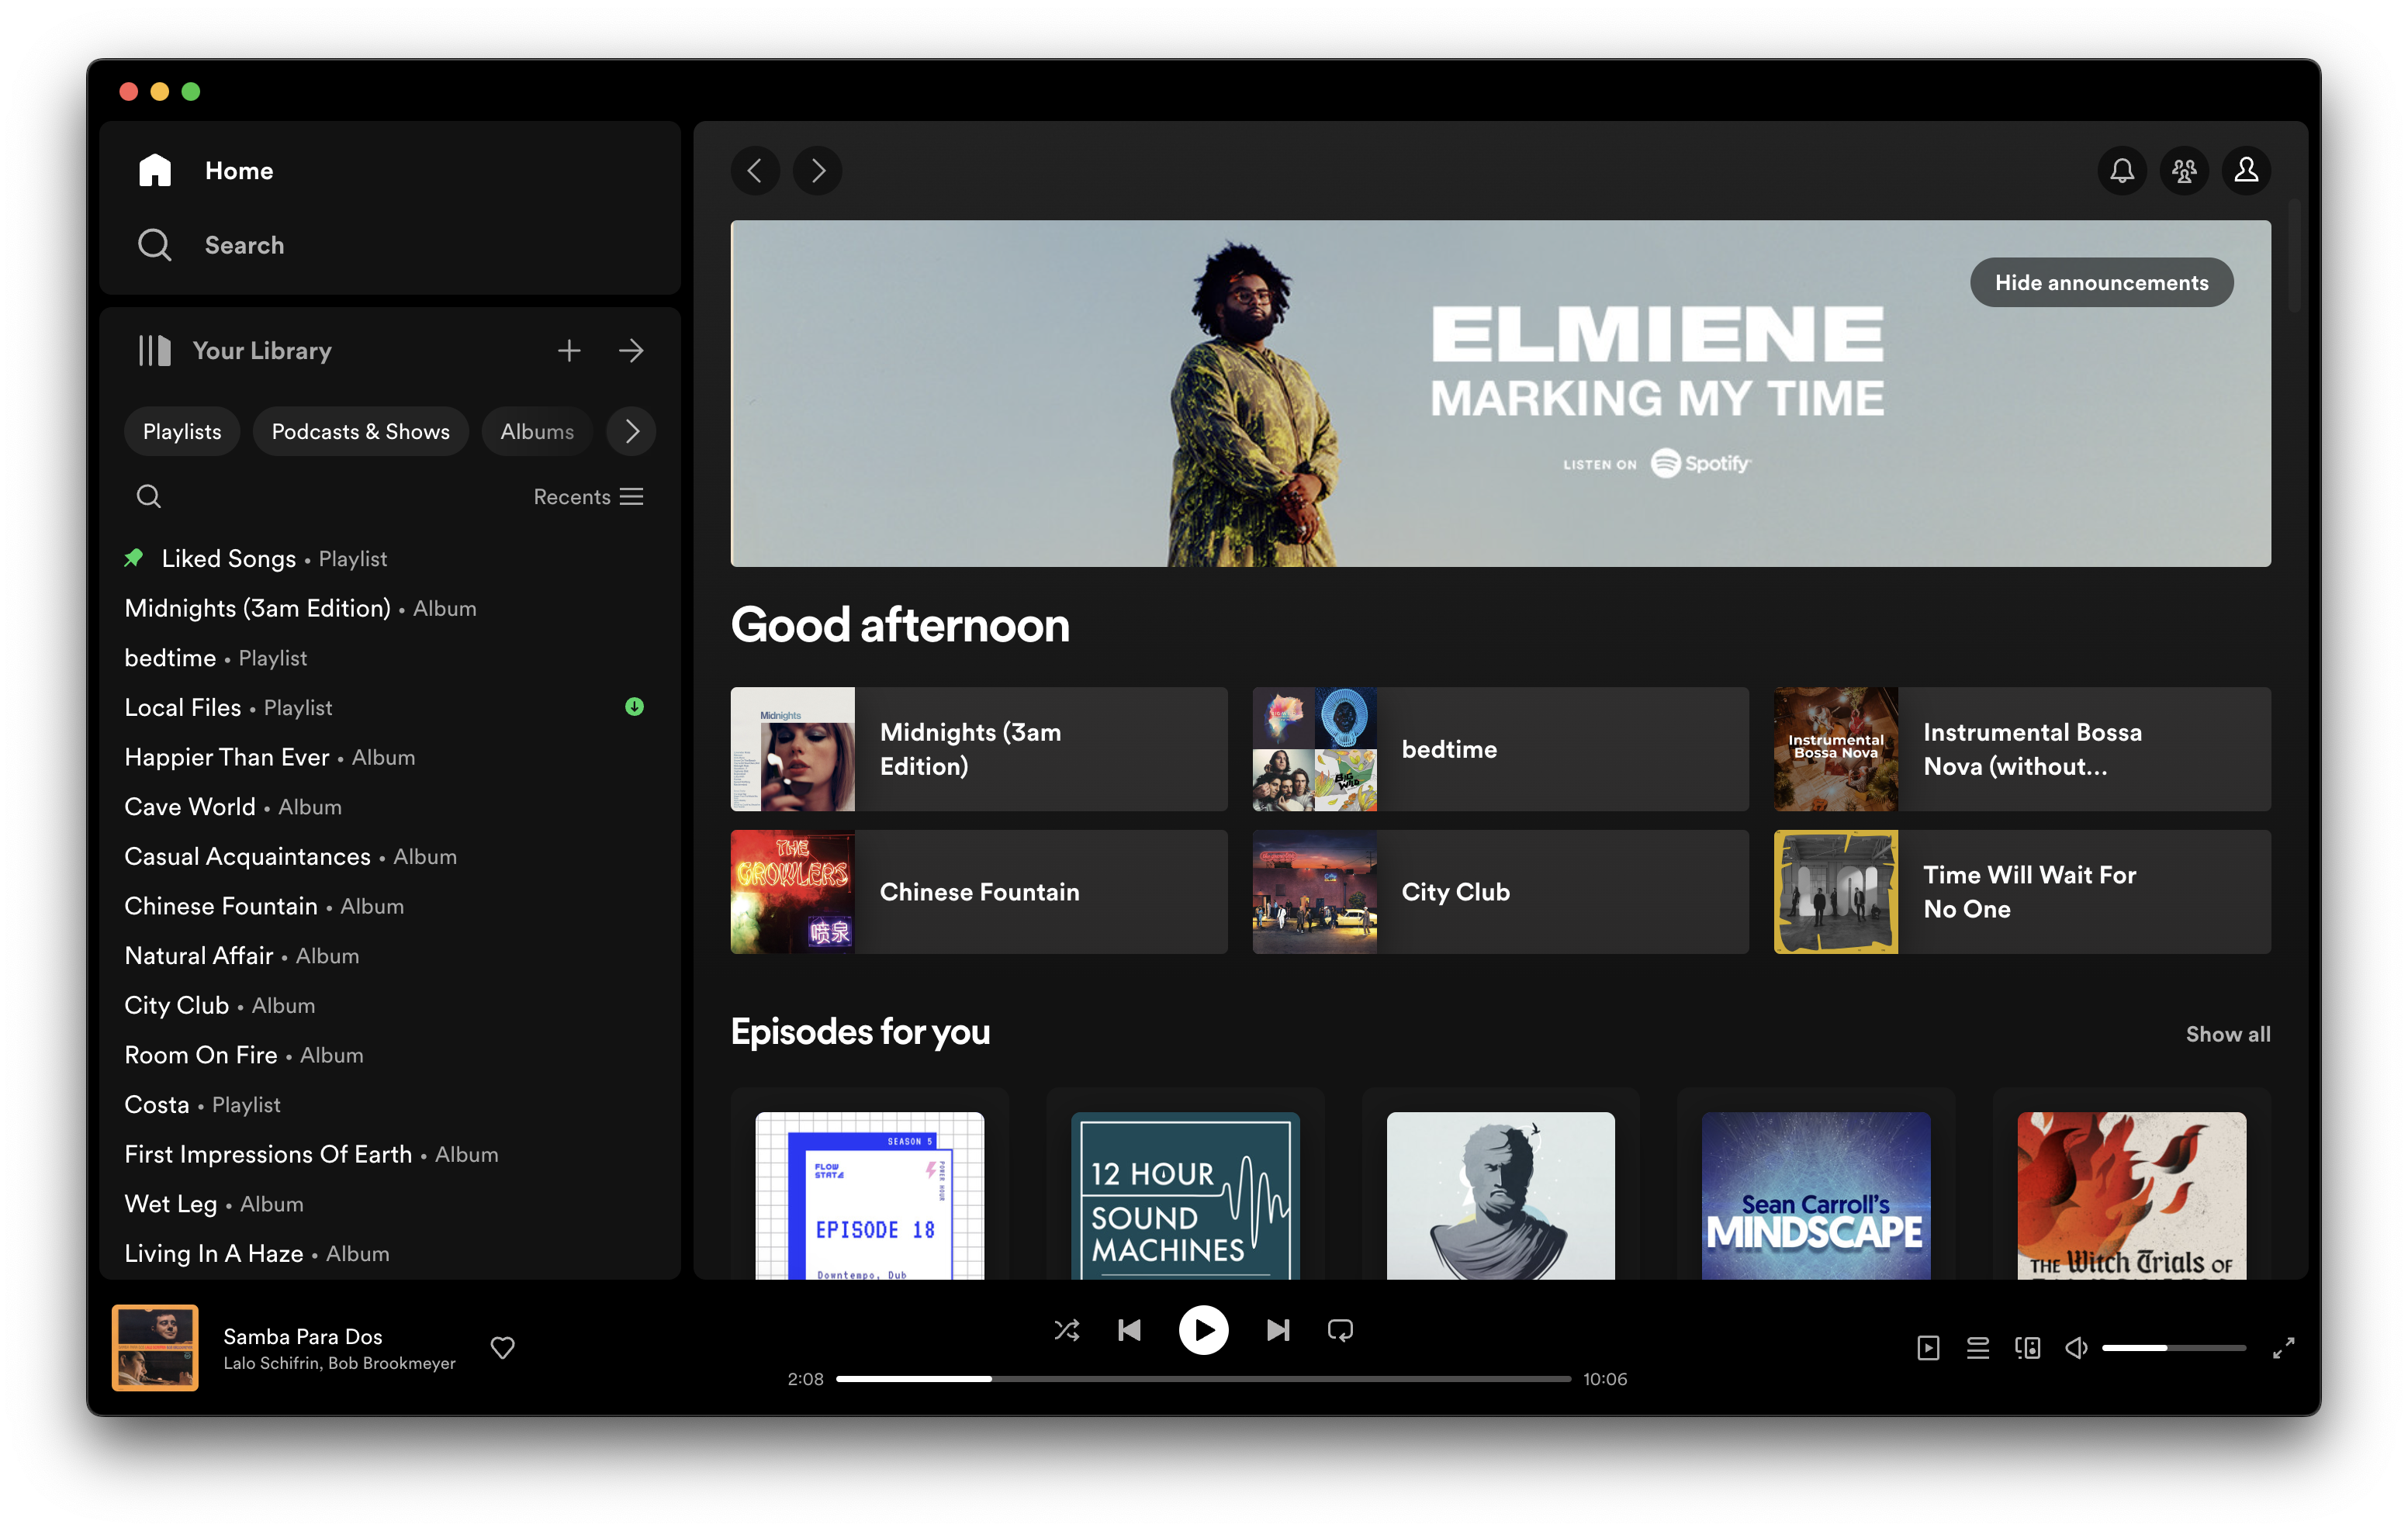 Home
Search
Your Library
Playlists
Podcasts & Shows
Albums
Recents
Liked Songs • Playlist
Midnights (3am Edition) • Album
bedtime • Playlist
Local Files • Playlist
Happier Than Ever • Album
Cave World • Album
Casual Acquaintances • Album
Chinese Fountain • Album
Natural Affair • Album
City Club • Album
Room On Fire • Album
Costa • Playlist
First Impressions Of Earth • Album
Wet Leg • Album
Living In A Haze • Album
Hide announcements
ELMIENE
MARKING MY TIME
LISTEN ON Spotify
Good afternoon
Midnights
Midnights (3am
Edition)
BIG WILD
bedtime
Instrumental
Bossa Nova
Instrumental Bossa
Nova (without...
THE
GROWLERS
喷泉
Chinese Fountain
City Club
Time Will Wait For
No One
Episodes for you
Show all
SEASON 5
FLOW
STATE
POWER HOUR
EPISODE 18
Downtempo, Dub
12 HOUR
SOUND
MACHINES
Sean Carroll's
MINDSCAPE
THE Witch Trials OF
Samba Para Dos
Lalo Schifrin, Bob Brookmeyer
2:08
10:06